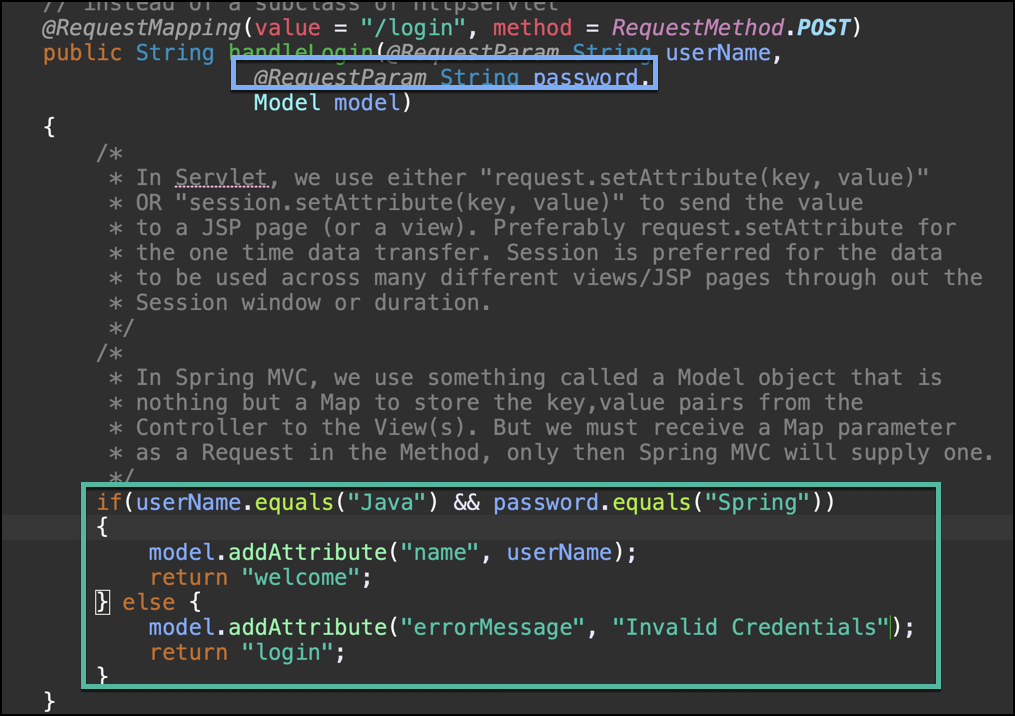 // instead of a subclass of HttpServlet
@RequestMapping(value = "/login", method = RequestMethod.POST)
public String handleLogin(@RequestParam String userName,
@RequestParam String password,
Model model)
{
/*
* In Servlet, we use either "request.setAttribute(key, value)"
* OR "session.setAttribute(key, value)" to send the value
* to a JSP page (or a view). Preferably request.setAttribute for
* the one time data transfer. Session is preferred for the data
* to be used across many different views/JSP pages through out the
* Session window or duration.
*/
/*
* In Spring MVC, we use something called a Model object that is
* nothing but a Map to store the key,value pairs from the
* Controller to the View(s). But we must receive a Map parameter
* as a Request in the Method, only then Spring MVC will supply one.
*/
if(userName.equals("Java") && password.equals("Spring"))
{
model.addAttribute("name", userName);
return "welcome";
} else {
model.addAttribute("errorMessage", "Invalid Credentials");
return "login";
}
}